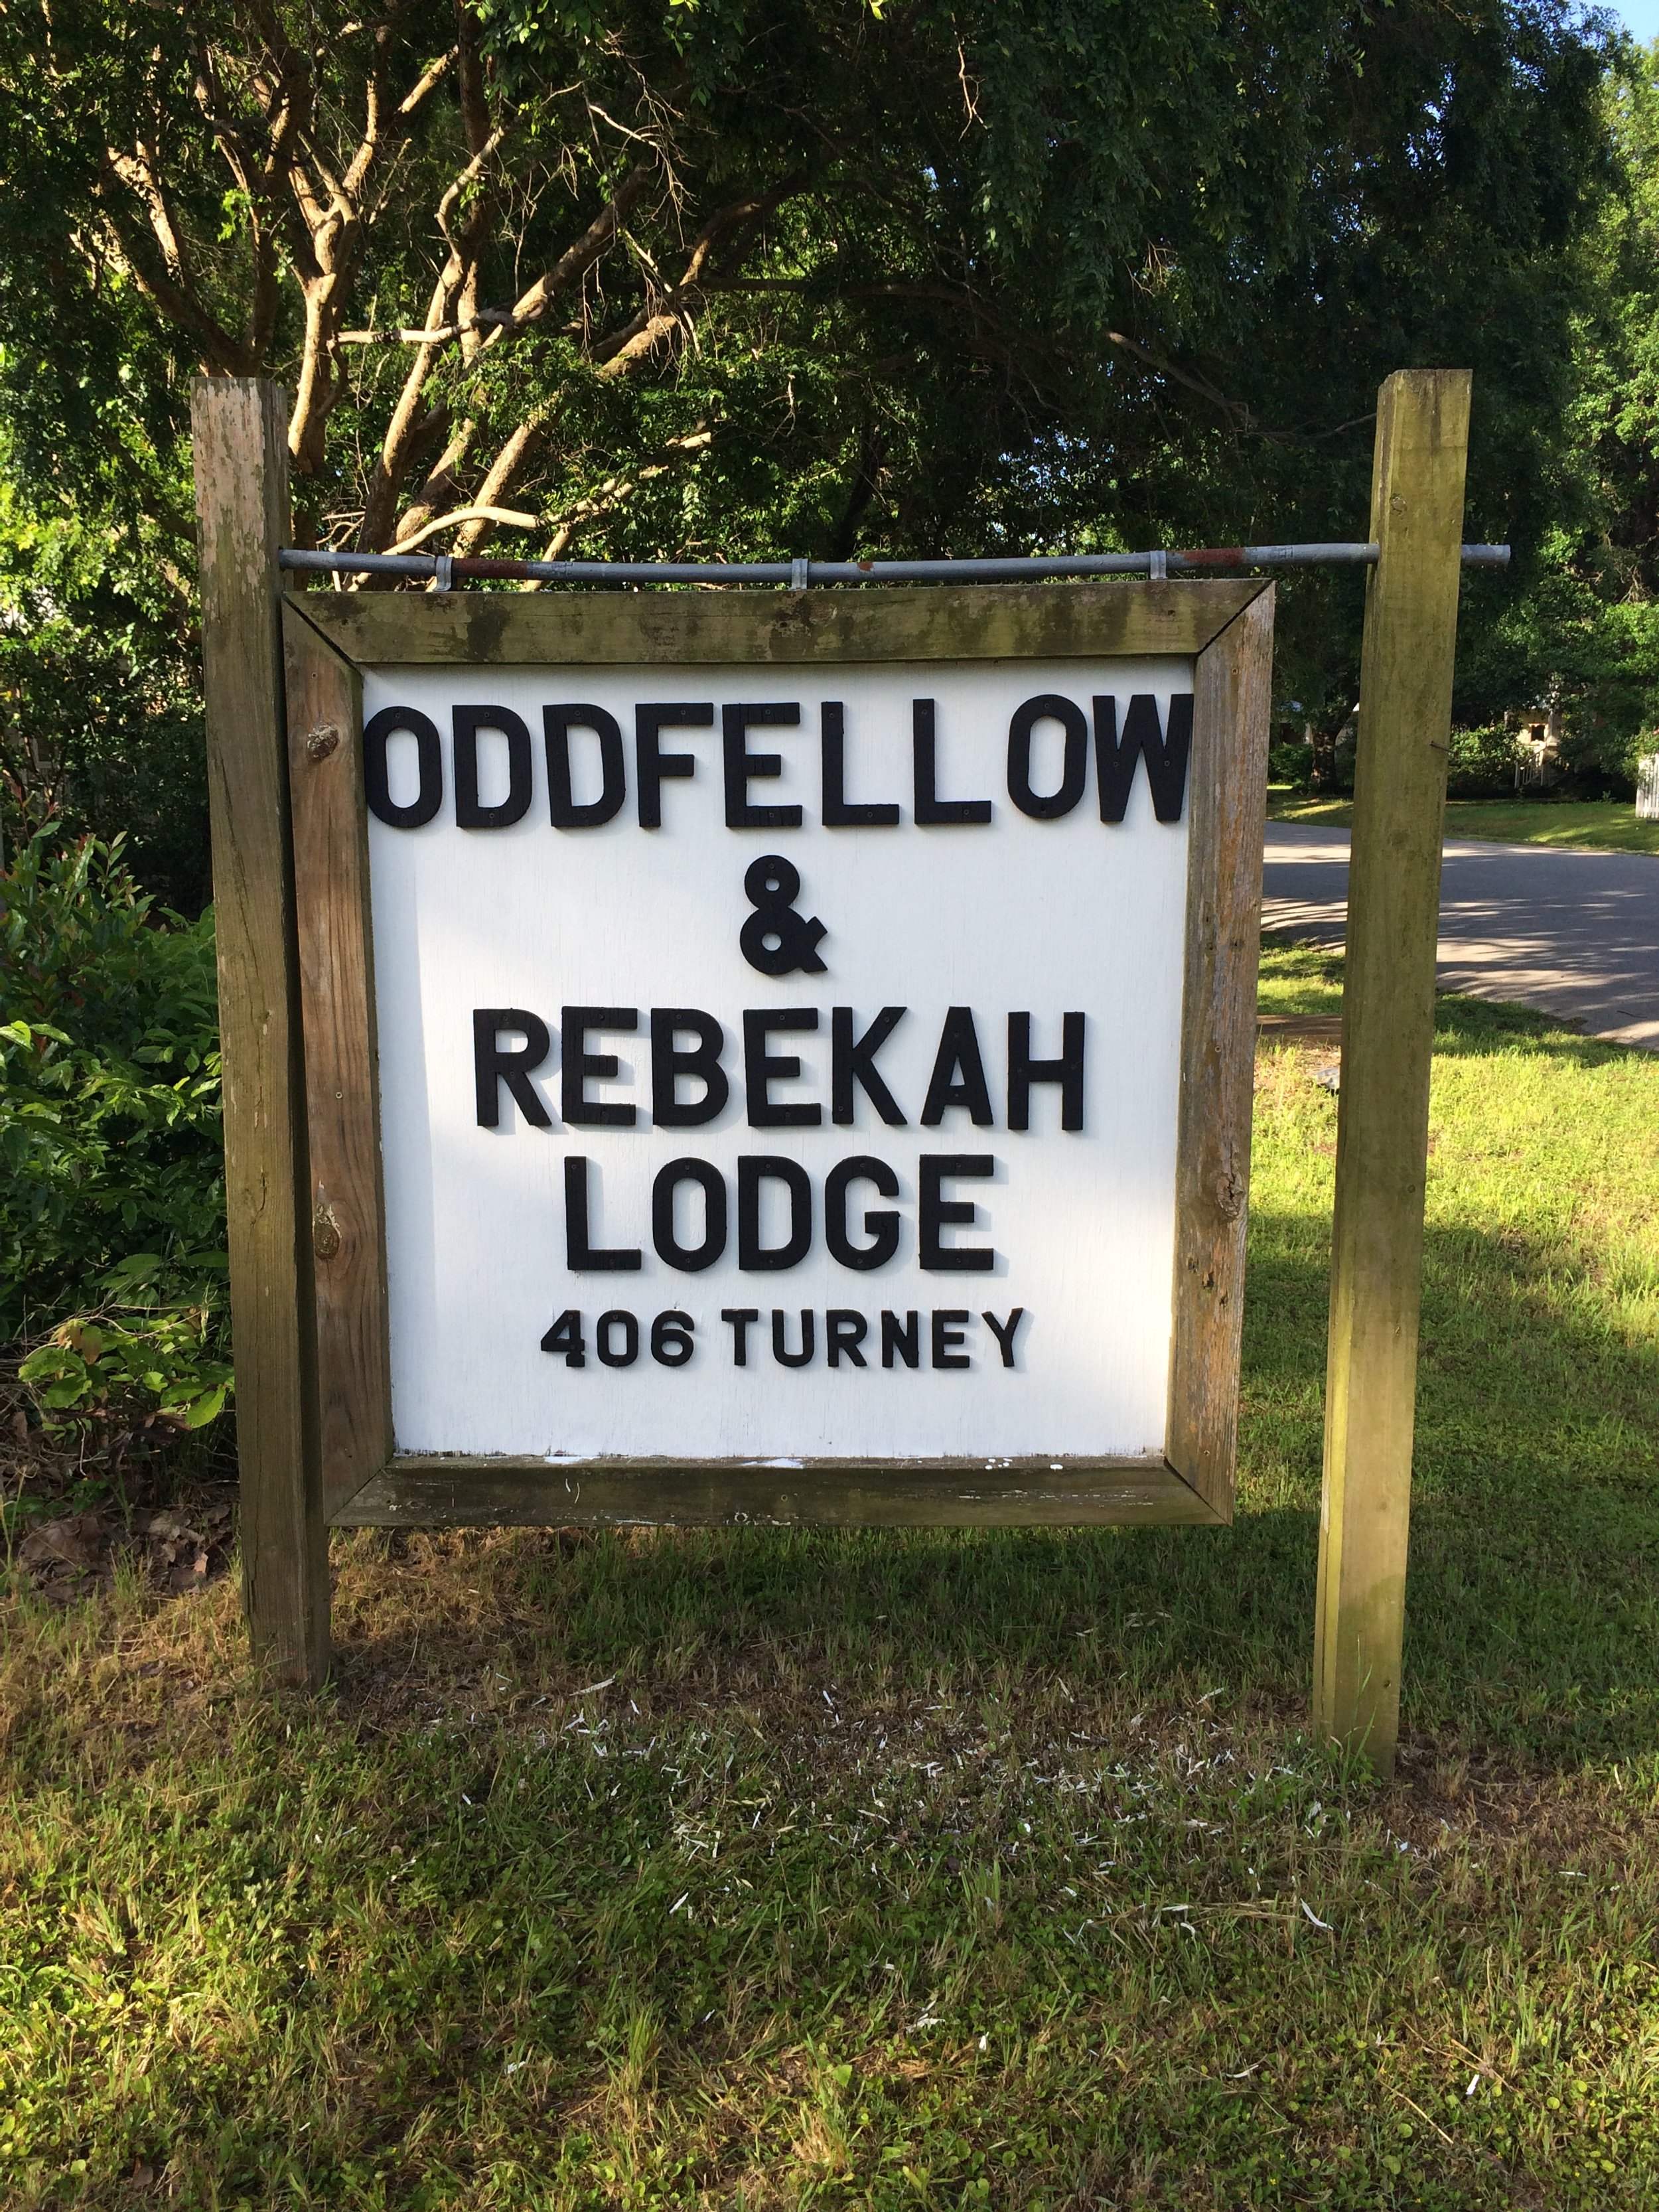 ODDFELLOW
&
REBEKAH
LODGE
406 TURNEY